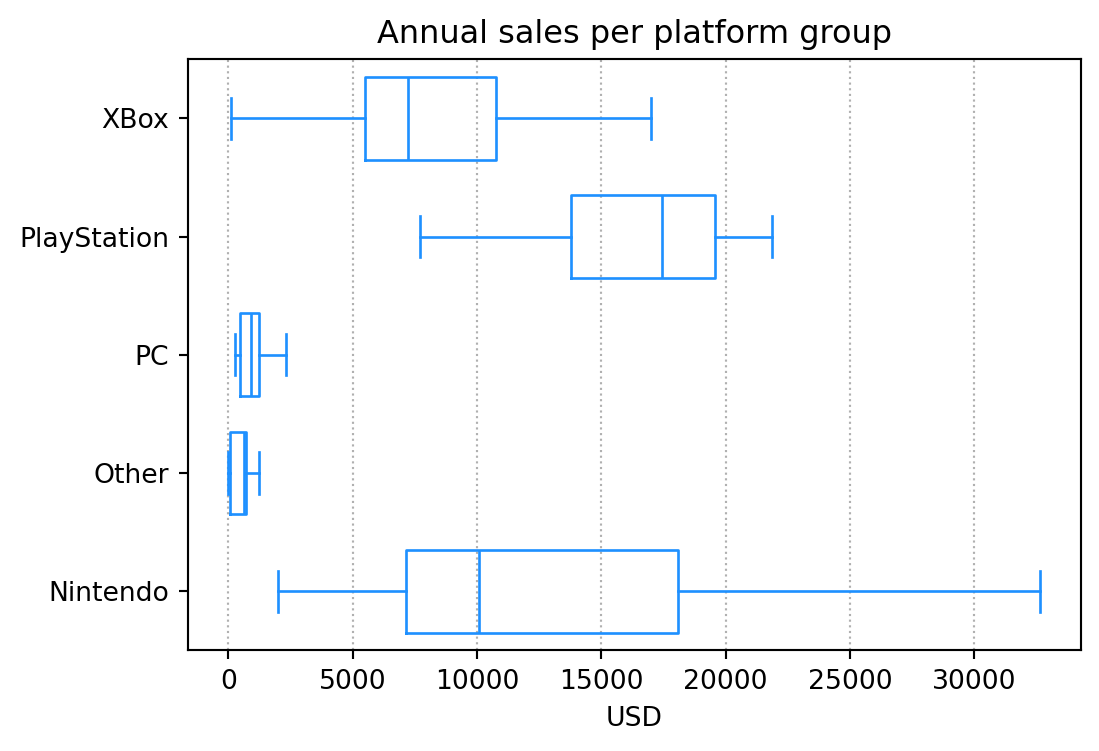 Annual sales per platform group
XBox
PlayStation
PC
Other
Nintendo
0 5000 10000 15000 20000 25000 30000
USD